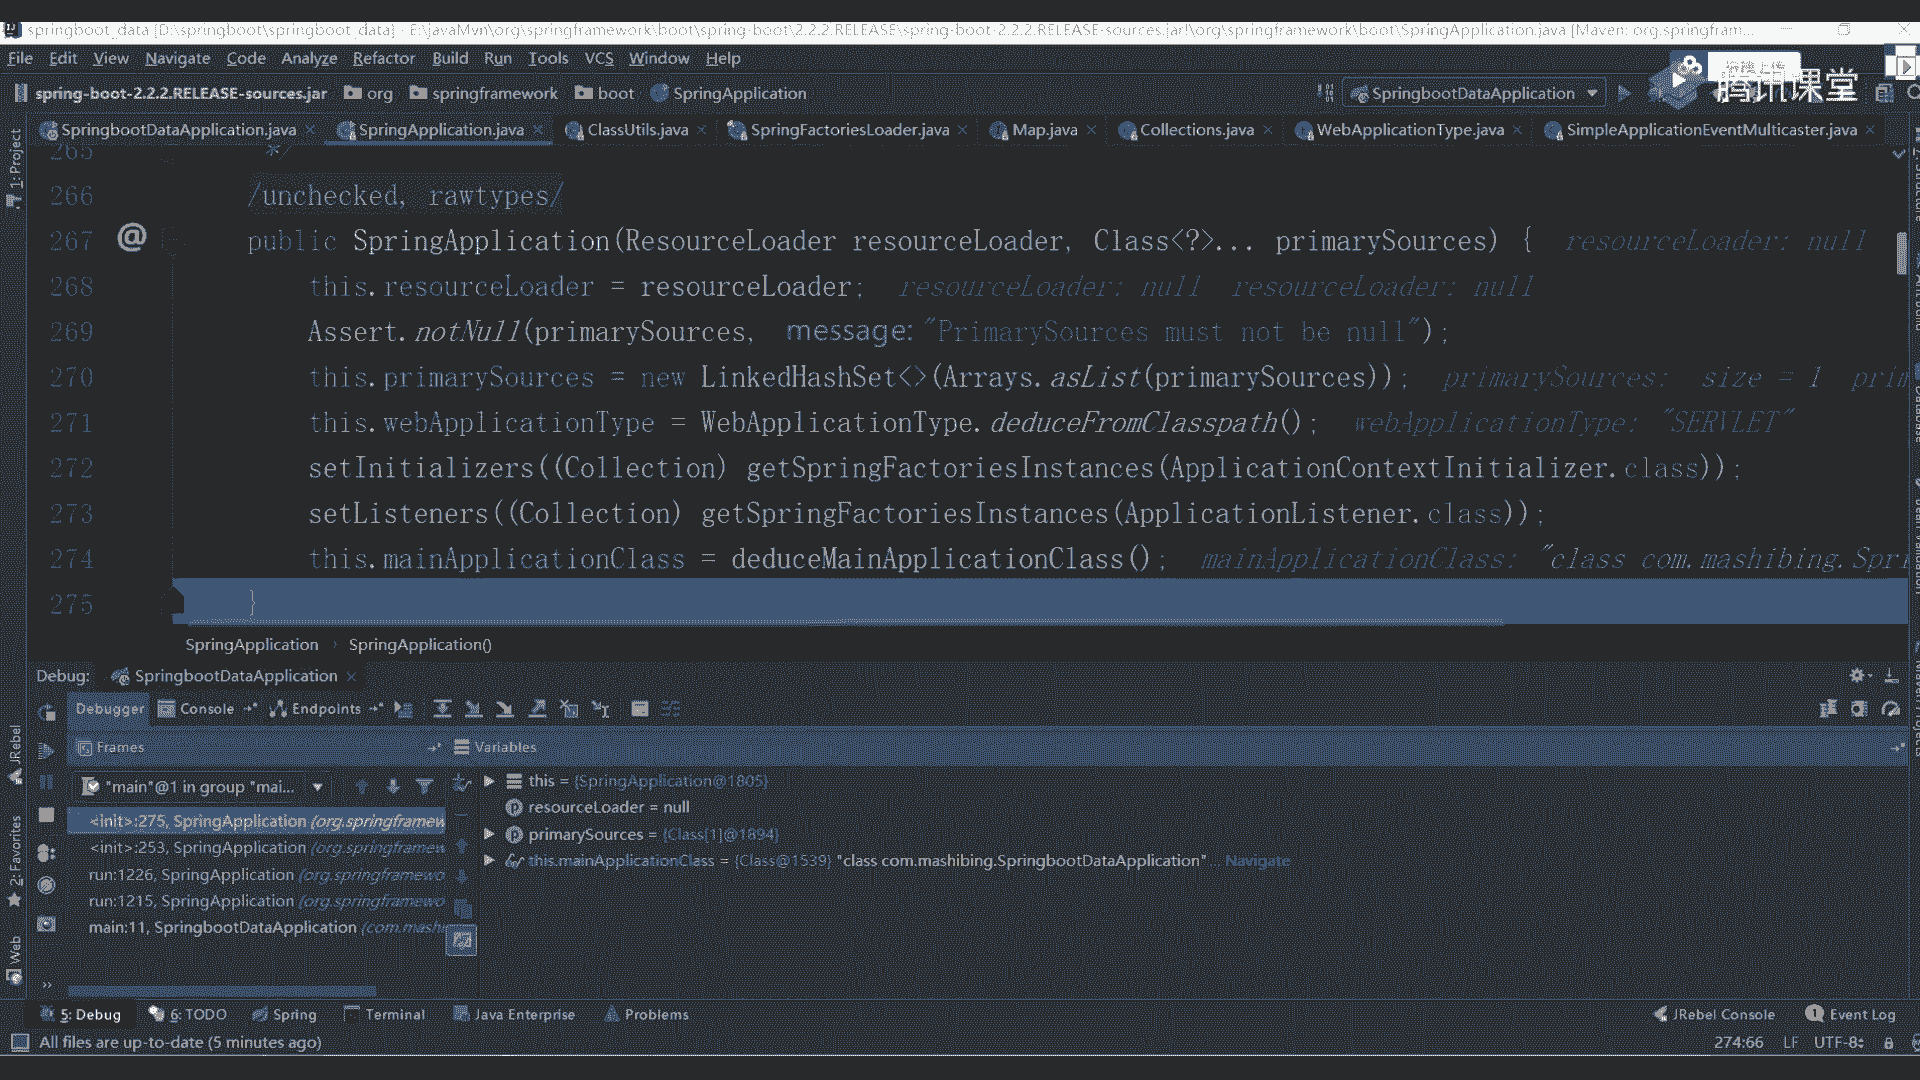 springboot_data [D:\springboot\springboot_data] - E:\javaMvn\org\springframework\boot\spring-boot\2.2.2.RELEASE\spring-boot-2.2.2.RELEASE-sources.jar!\org\springframework\boot\SpringApplication.java [Maven: org.springfram...
File Edit View Navigate Code Analyze Refactor Build Run Tools VCS Window Help
spring-boot-2.2.2.RELEASE-sources.jar org springframework boot SpringApplication SpringbootDataApplication
腾讯课堂
SpringbootDataApplication.java SpringApplication.java ClassUtils.java SpringFactoriesLoader.java Map.java Collections.java WebApplicationType.java SimpleApplicationEventMulticaster.java
265 */
266 /unchecked, rawtypes/
267 @ public SpringApplication(ResourceLoader resourceLoader, Class<?>... primarySources) { resourceLoader: null
268 this.resourceLoader = resourceLoader; resourceLoader: null resourceLoader: null
269 Assert.notNull(primarySources, message: "PrimarySources must not be null");
270 this.primarySources = new LinkedHashSet<>(Arrays.asList(primarySources)); primarySources: size = 1 prim
271 this.webApplicationType = WebApplicationType.deduceFromClasspath(); webApplicationType: "SERVLET"
272 setInitializers((Collection) getSpringFactoriesInstances(ApplicationContextInitializer.class));
273 setListeners((Collection) getSpringFactoriesInstances(ApplicationListener.class));
274 this.mainApplicationClass = deduceMainApplicationClass(); mainApplicationClass: "class com.mashibing.Spri
275 }
SpringApplication › SpringApplication()
Debug: SpringbootDataApplication
Debugger Console Endpoints
Frames Variables
"main"@1 in group "mai...
<init>:275, SpringApplication (org.springframew
<init>:253, SpringApplication (org.springframew
run:1226, SpringApplication (org.springframewo
run:1215, SpringApplication (org.springframewo
main:11, SpringbootDataApplication (com.mashi
this = {SpringApplication@1805}
resourceLoader = null
primarySources = {Class[1]@1894}
this.mainApplicationClass = {Class@1539} "class com.mashibing.SpringbootDataApplication"... Navigate
1: Project
JRebel
2: Favorites
Web
5: Debug 6: TODO Spring Terminal Java Enterprise Problems JRebel Console 1 Event Log
All files are up-to-date (5 minutes ago) 274:66 LF UTF-8